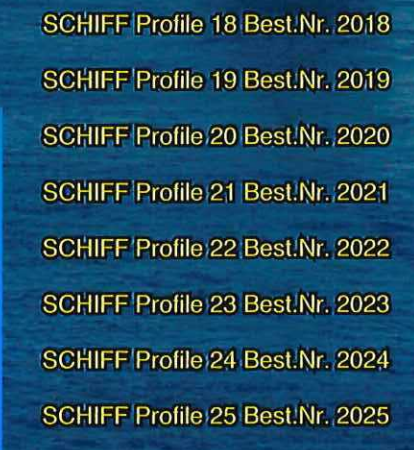 SCHIFF Profile 18 Best.Nr. 2018
SCHIFF Profile 19 Best.Nr. 2019
SCHIFF Profile 20 Best.Nr. 2020
SCHIFF Profile 21 Best.Nr. 2021
SCHIFF Profile 22 Best.Nr. 2022
SCHIFF Profile 23 Best.Nr. 2023
SCHIFF Profile 24 Best.Nr. 2024
SCHIFF Profile 25 Best.Nr. 2025